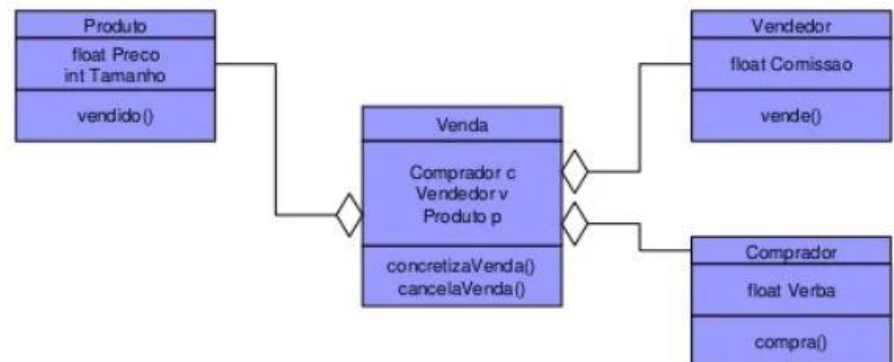 Produto
float Preco
int Tamanho
vendido()
Venda
Comprador c
Vendedor v
Produto p
concretizaVenda()
cancelaVenda()
Vendedor
float Comissao
vende()
Comprador
float Verba
compra()